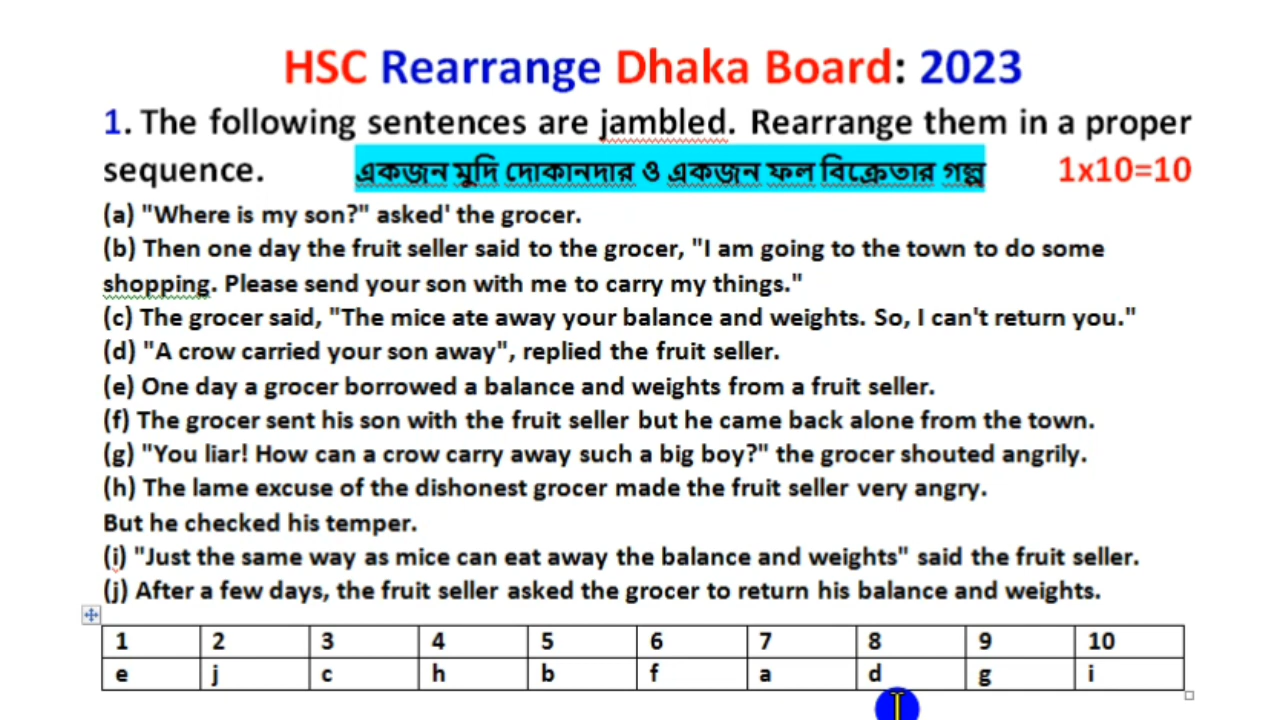 HSC Rearrange Dhaka Board: 2023
1. The following sentences are jambled. Rearrange them in a proper
sequence. একজন মুদি দোকানদার ও একজন ফল বিক্রেতার গল্প 1x10=10
(a) "Where is my son?" asked' the grocer.
(b) Then one day the fruit seller said to the grocer, "I am going to the town to do some
shopping. Please send your son with me to carry my things."
(c) The grocer said, "The mice ate away your balance and weights. So, I can't return you."
(d) "A crow carried your son away", replied the fruit seller.
(e) One day a grocer borrowed a balance and weights from a fruit seller.
(f) The grocer sent his son with the fruit seller but he came back alone from the town.
(g) "You liar! How can a crow carry away such a big boy?" the grocer shouted angrily.
(h) The lame excuse of the dishonest grocer made the fruit seller very angry.
But he checked his temper.
(i) "Just the same way as mice can eat away the balance and weights" said the fruit seller.
(j) After a few days, the fruit seller asked the grocer to return his balance and weights.
1 2 3 4 5 6 7 8 9 10
e j c h b f a d g i